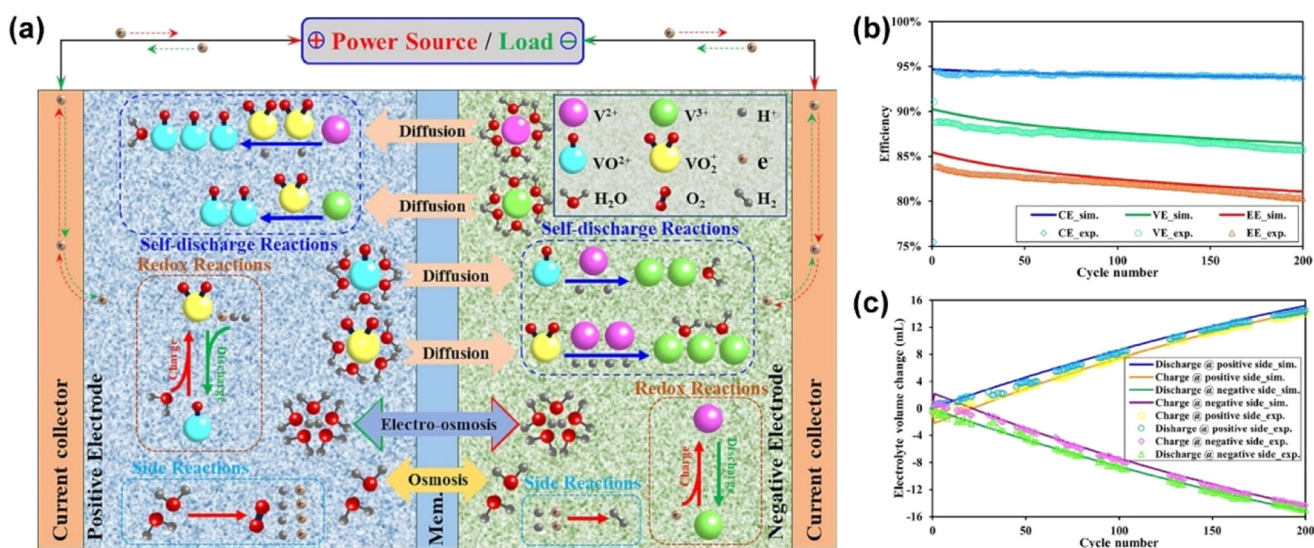 (a)
⊕ Power Source / Load ⊖
Diffusion
V²⁺
V³⁺
H⁺
VO²⁺
VO₂⁺
e⁻
H₂O
O₂
H₂
Diffusion
Self-discharge Reactions
Self-discharge Reactions
Redox Reactions
Diffusion
Charge
Discharge
Diffusion
Redox Reactions
Electro-osmosis
Charge
Discharge
Side Reactions
Osmosis
Side Reactions
Current collector
Positive Electrode
Mem.
Negative Electrode
Current collector
(b)
95%
95%
90%
85%
80%
75%
Efficiency
CE_sim.
VE_sim.
EE_sim.
CE_exp.
VE_exp.
EE_exp.
0
50
100
150
200
Cycle number
(c)
16
12
8
4
0
-4
-8
-12
-16
Electrolyte volume change (mL)
Discharge @ positive side_sim.
Charge @ positive side_sim.
Discharge @ negative side_sim.
Charge @ negative side_sim.
Charge @ positive side_exp.
Disharge @ positive side_exp.
Charge @ negative side_exp.
Discharge @ negative side_exp.
0
50
100
150
200
Cycle number